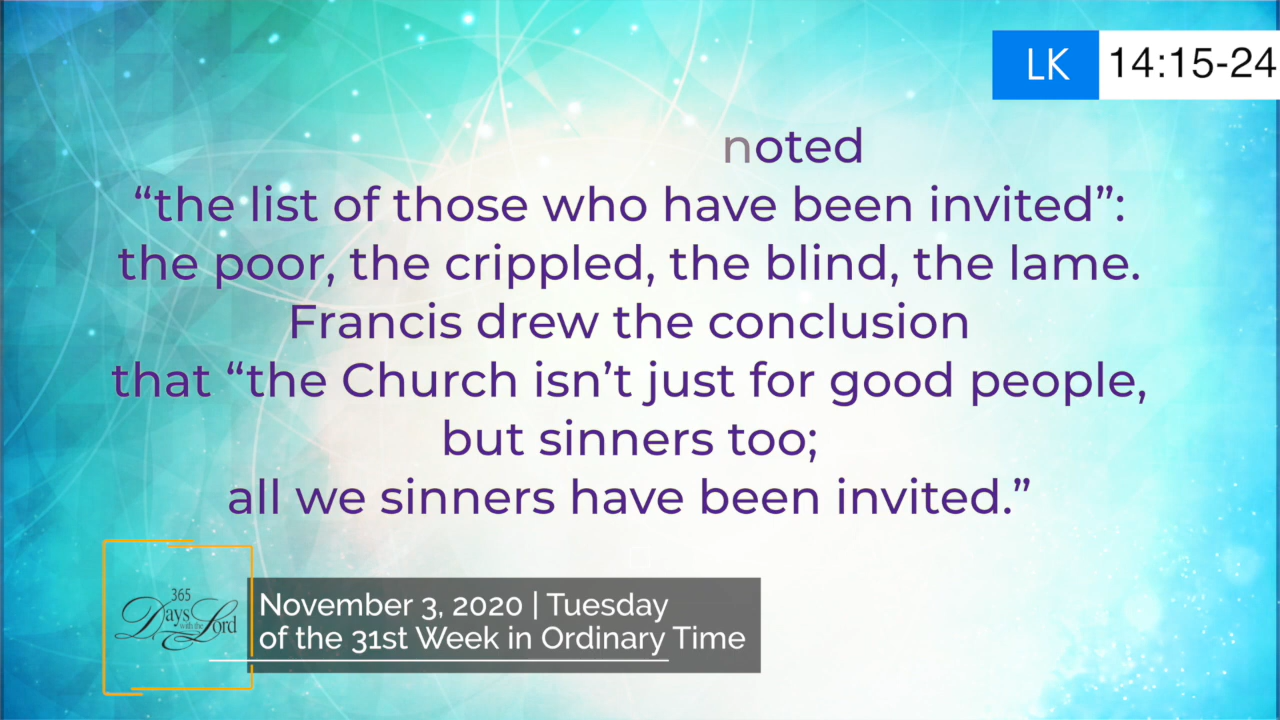 LK 14:15-24
noted
“the list of those who have been invited”:
the poor, the crippled, the blind, the lame.
Francis drew the conclusion
that “the Church isn’t just for good people,
but sinners too;
all we sinners have been invited.”
365
Days with the Lord
November 3, 2020 | Tuesday
of the 31st Week in Ordinary Time